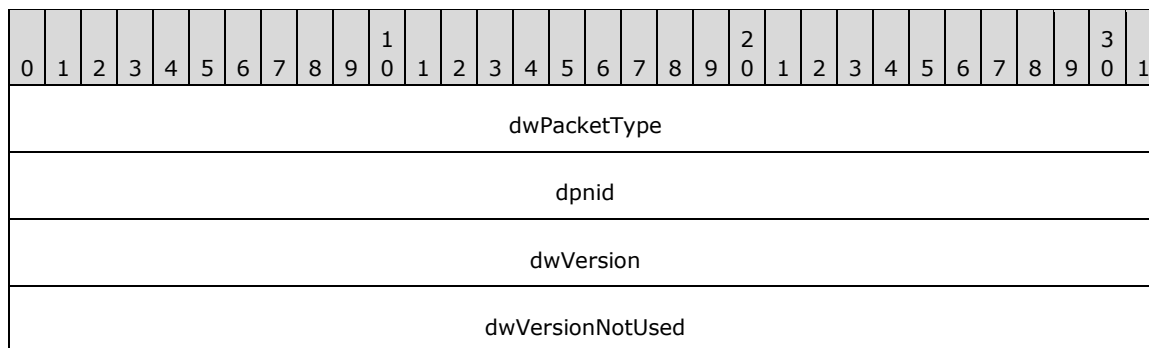 1 2 3
0 1 2 3 4 5 6 7 8 9 0 1 2 3 4 5 6 7 8 9 0 1 2 3 4 5 6 7 8 9 0 1
dwPacketType
dpnid
dwVersion
dwVersionNotUsed